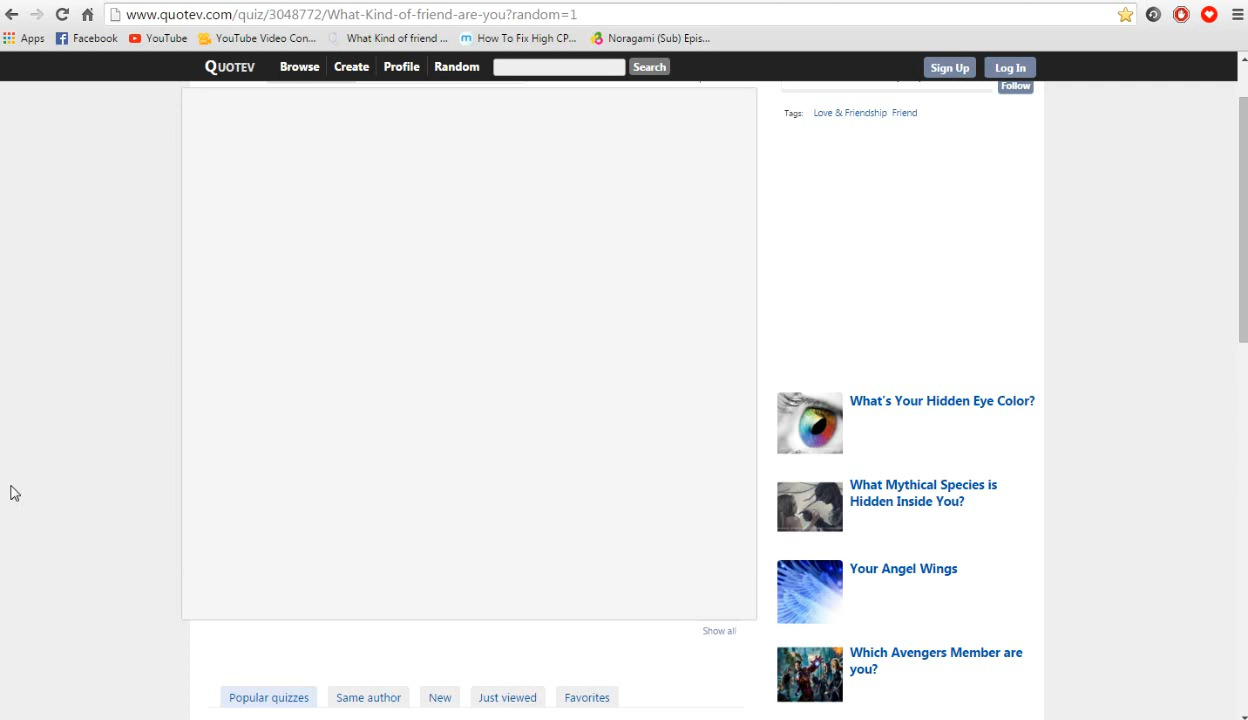 www.quotev.com/quiz/3048772/What-Kind-of-friend-are-you?random=1
Apps Facebook YouTube YouTube Video Con... What Kind of friend ... How To Fix High CP... Noragami (Sub) Epis...
QUOTEV Browse Create Profile Random Search Sign Up Log In
Follow
Tags: Love & Friendship Friend
What's Your Hidden Eye Color?
What Mythical Species is
Hidden Inside You?
Your Angel Wings
Which Avengers Member are
you?
Show all
Popular quizzes Same author New Just viewed Favorites